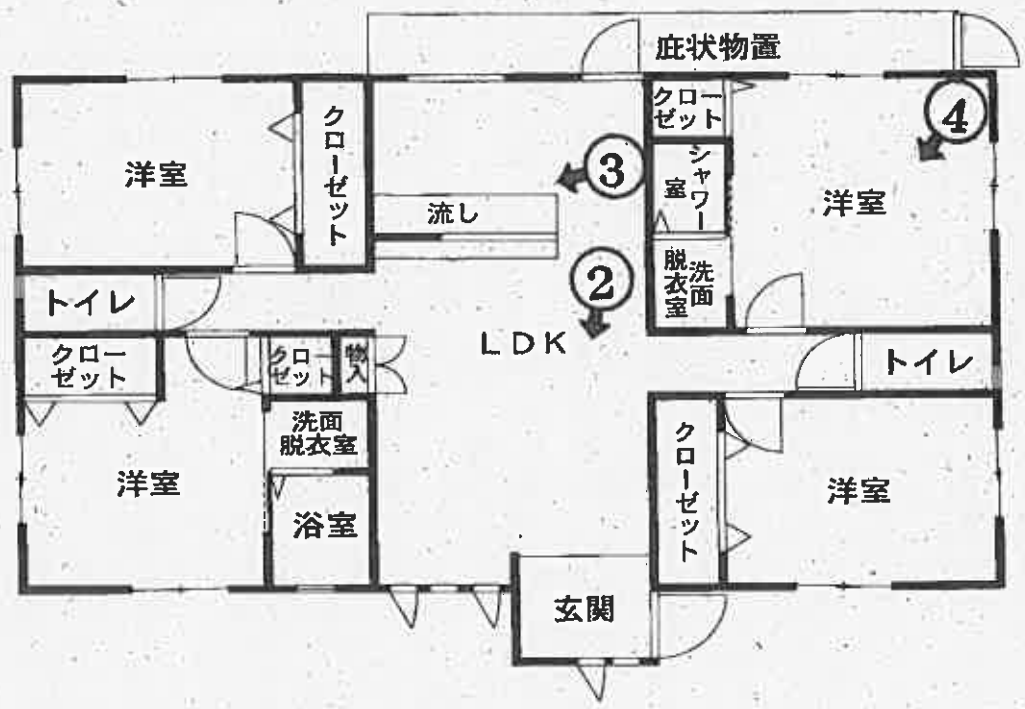 庇状物置
クロー
ゼット
④
洋室
クローゼット
シャワー
室
③
洋室
流し
脱衣室
洗面
②
トイレ
LDK
クロー
ゼット
クロー
ゼット
物入
トイレ
洗面
脱衣室
洋室
浴室
クローゼット
洋室
玄関